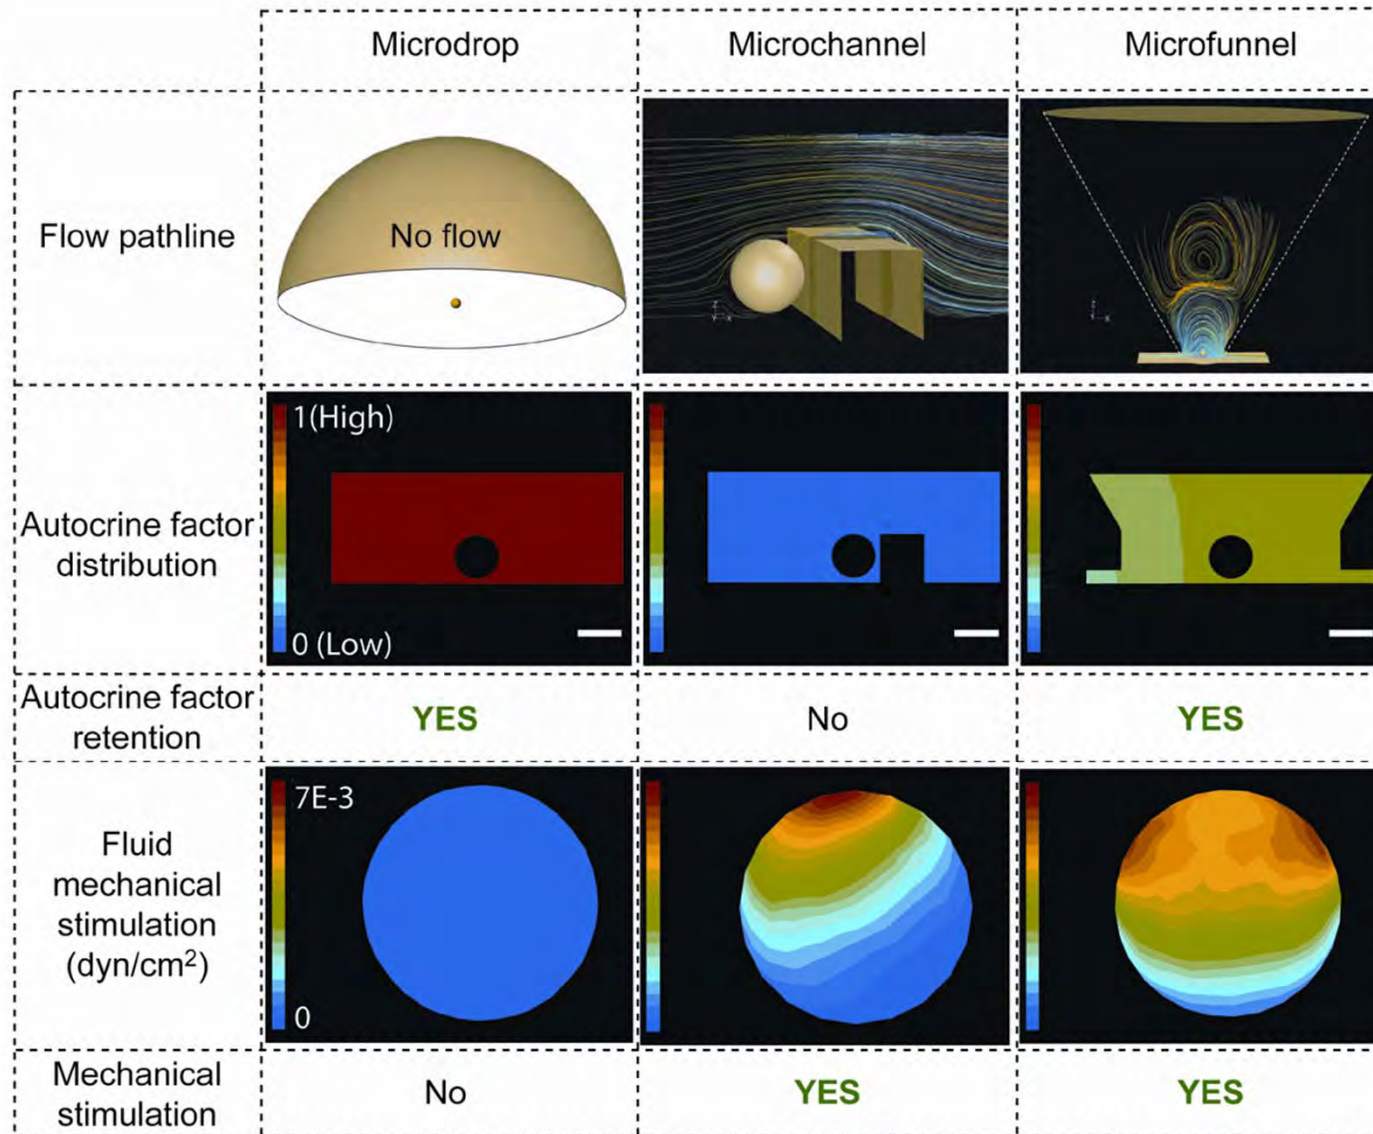 Microdrop
Microchannel
Microfunnel
Flow pathline
No flow
Autocrine factor
distribution
1(High)
0 (Low)
Autocrine factor
retention
YES
No
YES
Fluid
mechanical
stimulation
(dyn/cm²)
7E-3
0
Mechanical
stimulation
No
YES
YES